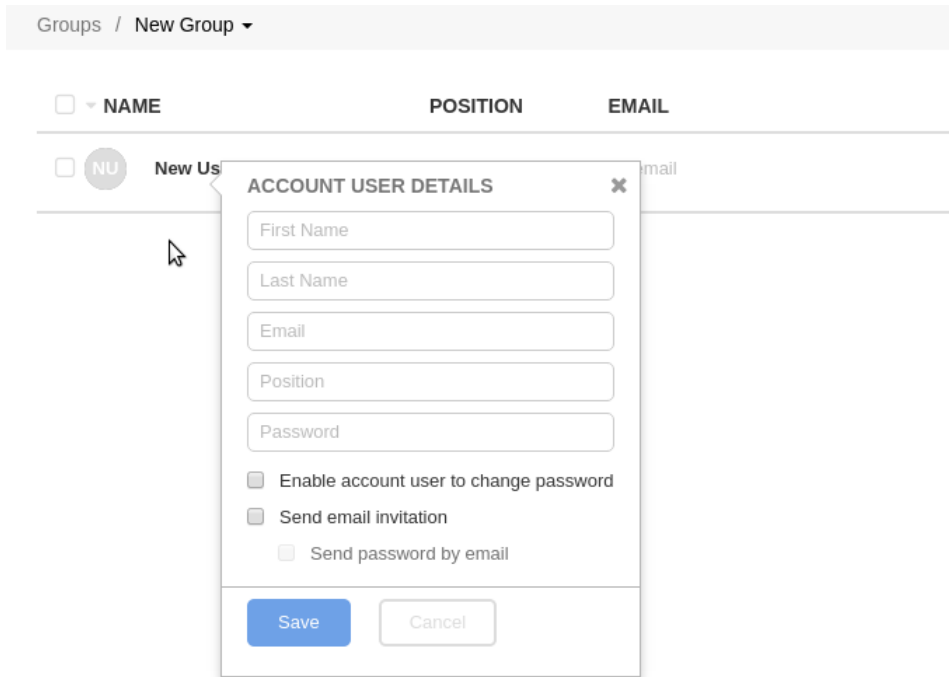 Groups / New Group
NAME POSITION EMAIL
NU New Us
ACCOUNT USER DETAILS
First Name
Last Name
Email
Position
Password
Enable account user to change password
Send email invitation
Send password by email
Save Cancel